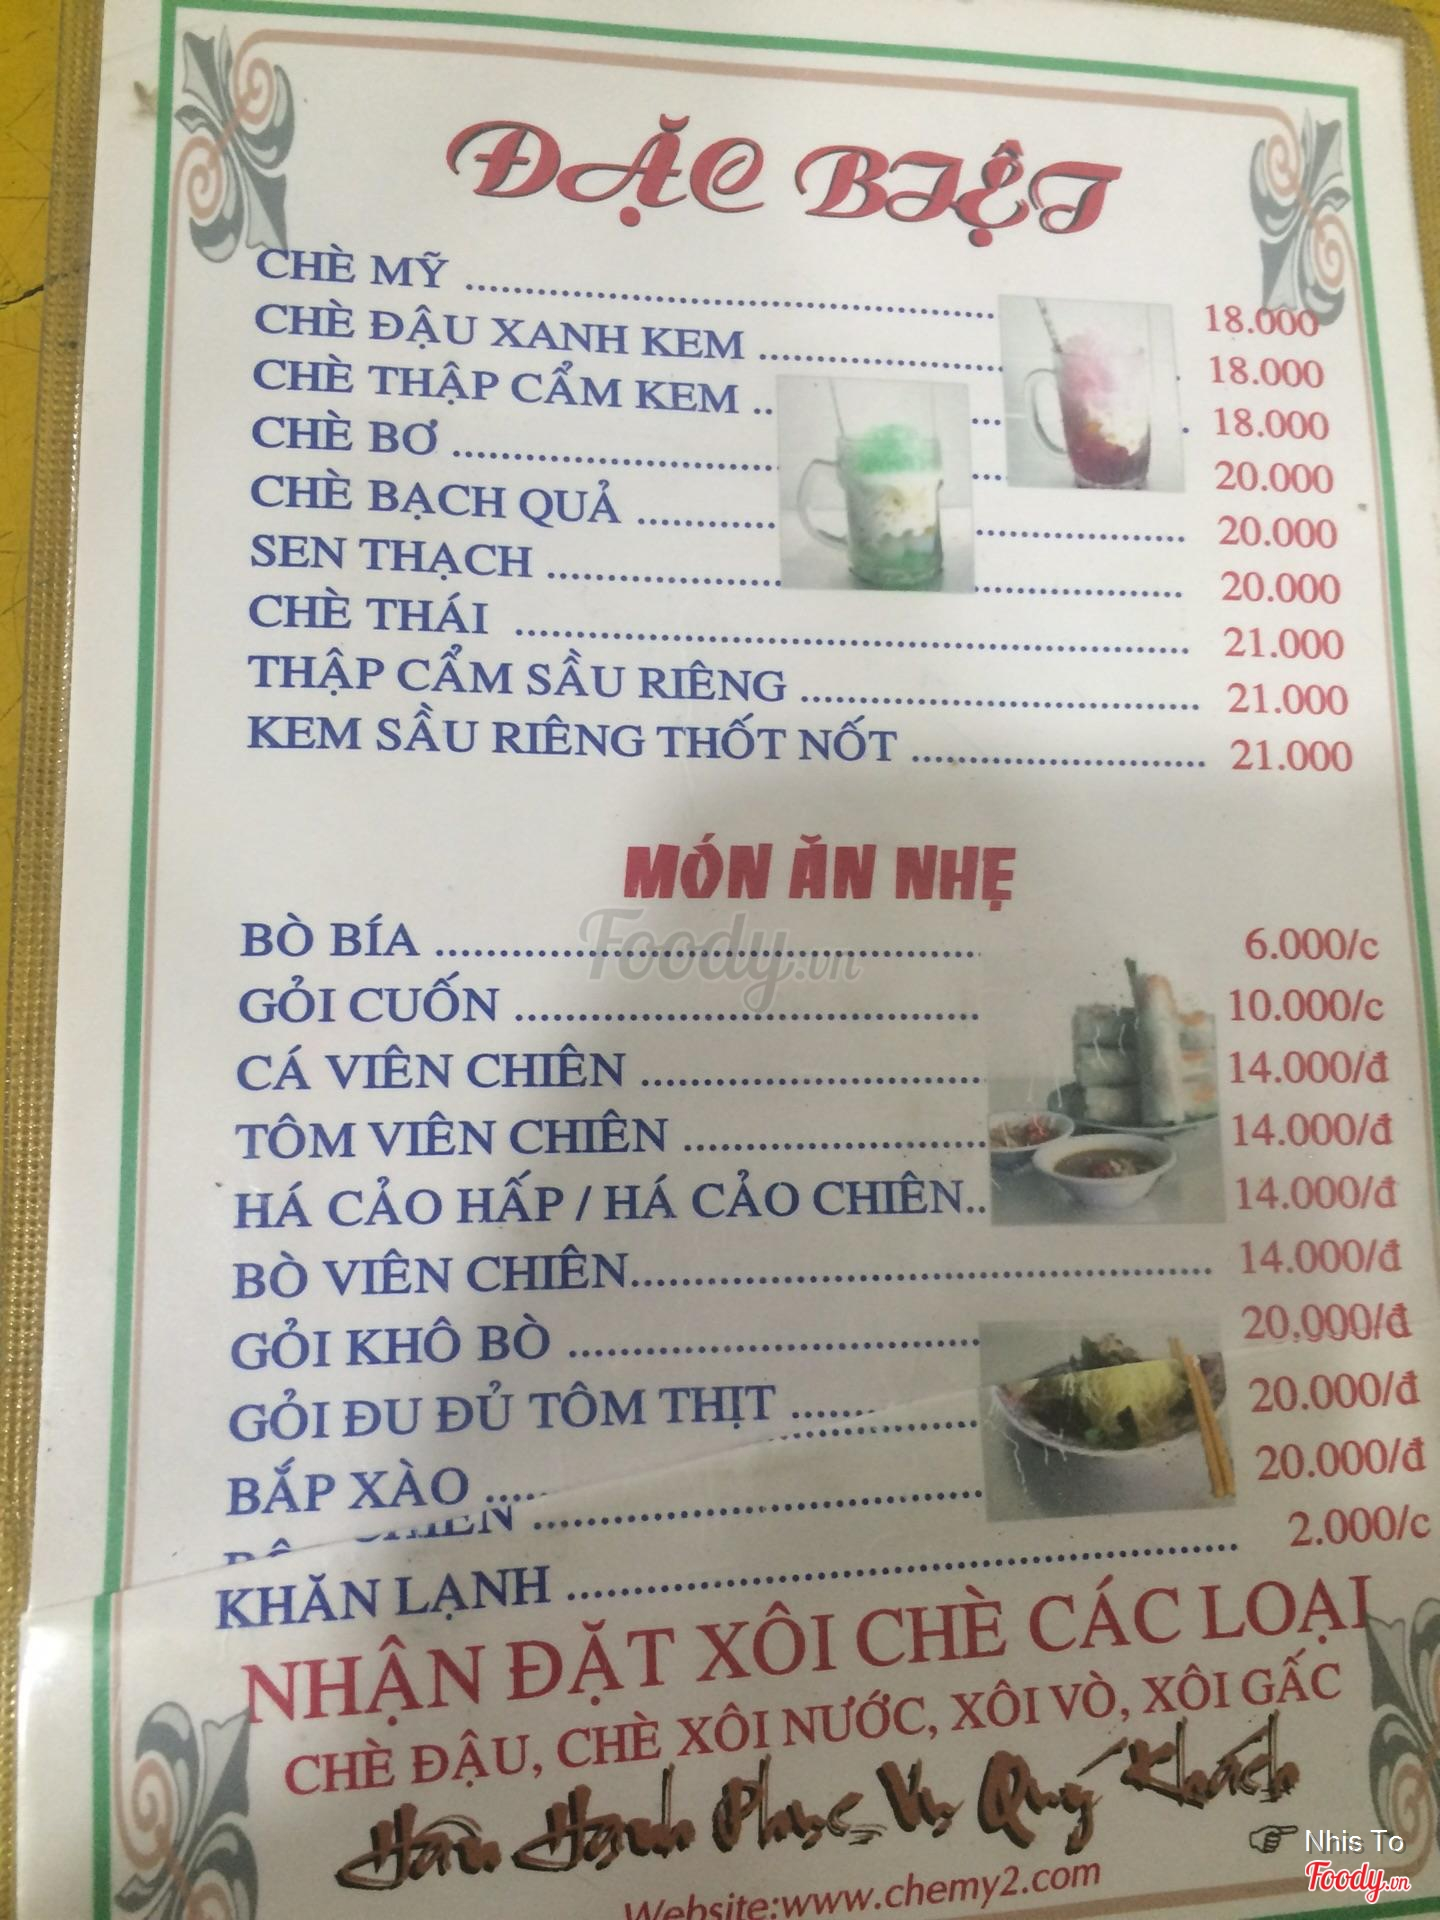 ĐẶC BIỆT
CHÈ MỸ ........ 18.000
CHÈ ĐẬU XANH KEM ........ 18.000
CHÈ THẬP CẨM KEM ........ 18.000
CHÈ BƠ ........ 20.000
CHÈ BẠCH QUẢ ........ 20.000
SEN THẠCH ........ 20.000
CHÈ THÁI ........ 21.000
THẬP CẨM SẦU RIÊNG ........ 21.000
KEM SẦU RIÊNG THỐT NỐT ........ 21.000
MÓN ĂN NHẸ
BÒ BÍA ........ 6.000/c
Foody.vn
GỎI CUỐN ........ 10.000/c
CÁ VIÊN CHIÊN ........ 14.000/đ
TÔM VIÊN CHIÊN ........ 14.000/đ
HÁ CẢO HẤP / HÁ CẢO CHIÊN.. 14.000/đ
BÒ VIÊN CHIÊN........ 14.000/đ
GỎI KHÔ BÒ ........ 20.000/đ
GỎI ĐU ĐỦ TÔM THỊT ........ 20.000/đ
BẮP XÀO ........ 20.000/đ
KHĂN LẠNH ........ 2.000/c
NHẬN ĐẶT XÔI CHÈ CÁC LOẠI
CHÈ ĐẬU, CHÈ XÔI NƯỚC, XÔI VÒ, XÔI GẤC
Hân Hạnh Phục Vụ Quý Khách
Website:www.chemy2.com
Nhis To
Foody.vn